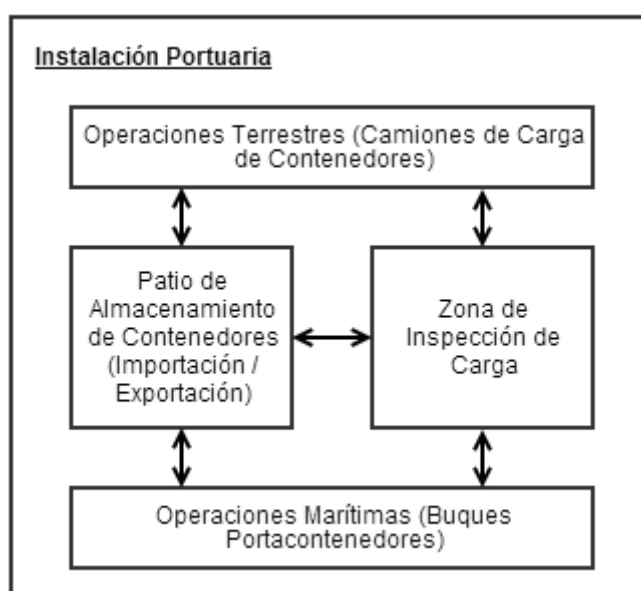 Instalación Portuaria
Operaciones Terrestres (Camiones de Carga
de Contenedores)
Patio de
Almacenamiento
de Contenedores
(Importación /
Exportación)
Zona de
Inspección de
Carga
Operaciones Marítimas (Buques
Portacontenedores)